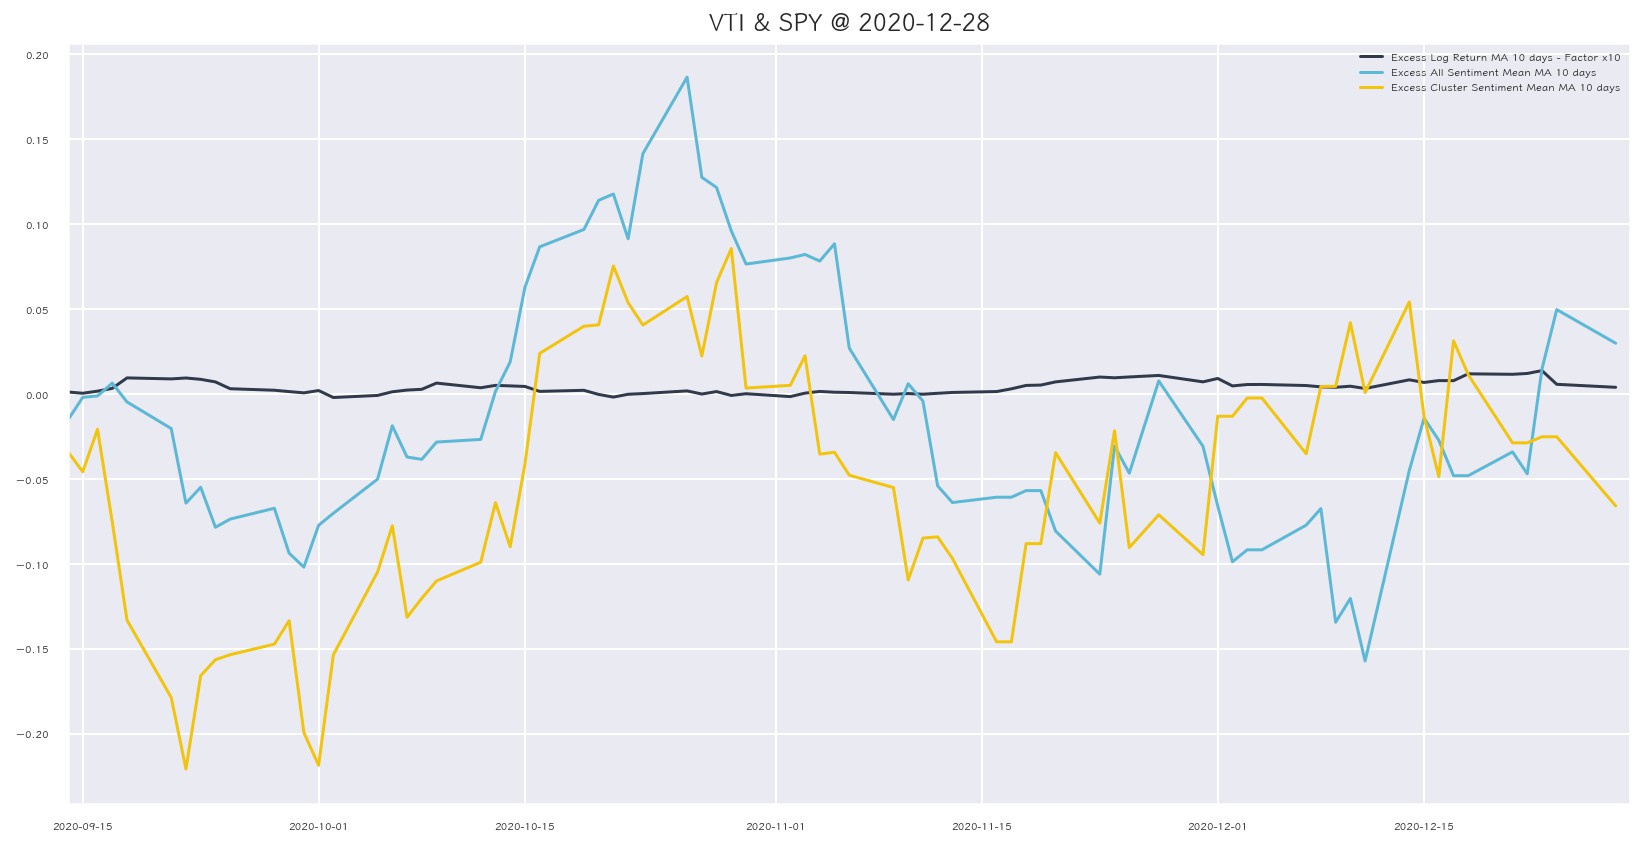 VTI & SPY @ 2020-12-28
Excess Log Return MA 10 days - Factor x10
Excess All Sentiment Mean MA 10 days
Excess Cluster Sentiment Mean MA 10 days
0.20
0.15
0.10
0.05
0.00
−0.05
−0.10
−0.15
−0.20
2020-09-15 2020-10-01 2020-10-15 2020-11-01 2020-11-15 2020-12-01 2020-12-15